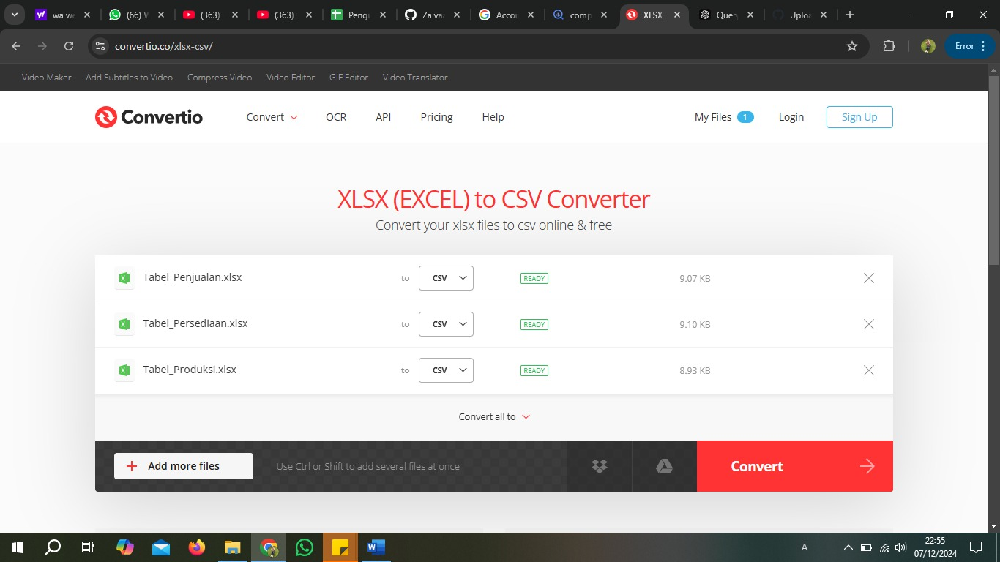 wa we
(66) W
(363)
(363)
Pengu
Zalva
Accou
comp
XLSX
Query
Uploa
convertio.co/xlsx-csv/
Error
Video Maker Add Subtitles to Video Compress Video Video Editor GIF Editor Video Translator
Convertio Convert OCR API Pricing Help My Files 1 Login Sign Up
XLSX (EXCEL) to CSV Converter
Convert your xlsx files to csv online & free
Tabel_Penjualan.xlsx to CSV READY 9.07 KB
Tabel_Persediaan.xlsx to CSV READY 9.10 KB
Tabel_Produksi.xlsx to CSV READY 8.93 KB
Convert all to
Add more files Use Ctrl or Shift to add several files at once Convert
A
22:55
07/12/2024